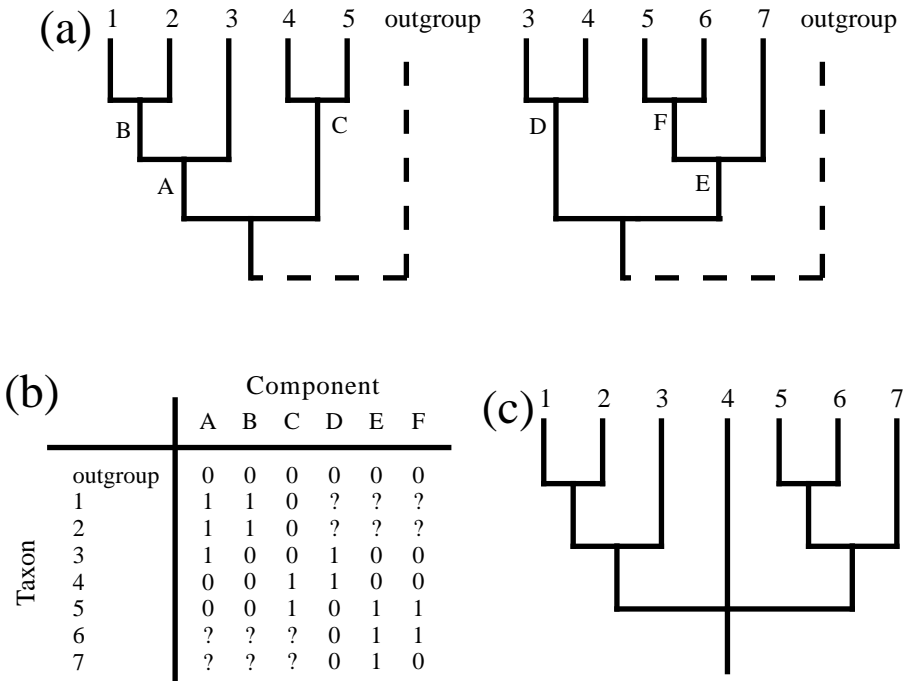 (a)
1 2 3 4 5 outgroup
B C
A
3 4 5 6 7 outgroup
D F
E
(b)
Component
A B C D E F
Taxon
outgroup 0 0 0 0 0 0
1 1 1 0 ? ? ?
2 1 1 0 ? ? ?
3 1 0 0 1 0 0
4 0 0 1 1 0 0
5 0 0 1 0 1 1
6 ? ? ? 0 1 1
7 ? ? ? 0 1 0
(c)
1 2 3 4 5 6 7